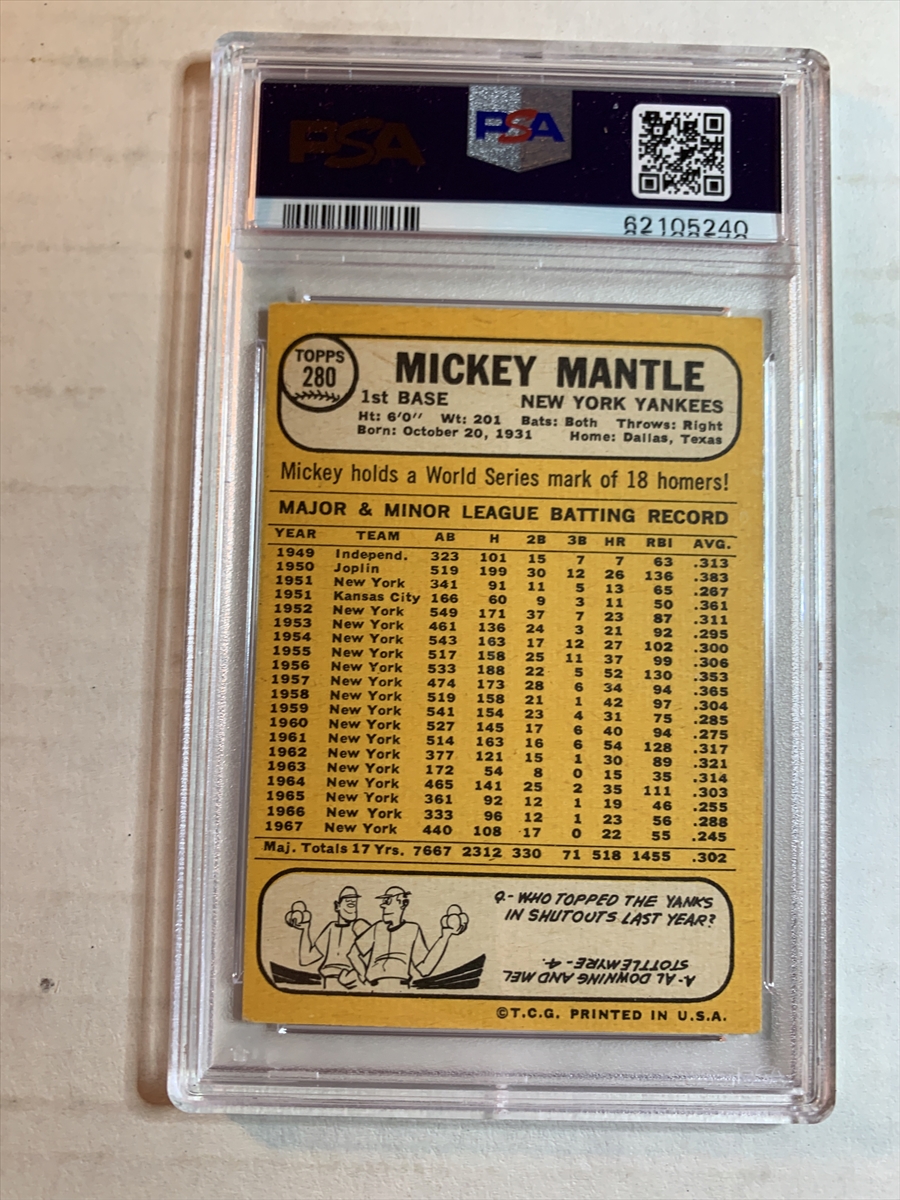 PSA PSA
62105240
TOPPS
280
MICKEY MANTLE
1st BASE NEW YORK YANKEES
Ht: 6'0" Wt: 201 Bats: Both Throws: Right
Born: October 20, 1931 Home: Dallas, Texas
Mickey holds a World Series mark of 18 homers!
MAJOR & MINOR LEAGUE BATTING RECORD
YEAR TEAM AB H 2B 3B HR RBI AVG.
1949 Independ. 323 101 15 7 7 63 .313
1950 Joplin 519 199 30 12 26 136 .383
1951 New York 341 91 11 5 13 65 .267
1951 Kansas City 166 60 9 3 11 50 .361
1952 New York 549 171 37 7 23 87 .311
1953 New York 461 136 24 3 21 92 .295
1954 New York 543 163 17 12 27 102 .300
1955 New York 517 158 25 11 37 99 .306
1956 New York 533 188 22 5 52 130 .353
1957 New York 474 173 28 6 34 94 .365
1958 New York 519 158 21 1 42 97 .304
1959 New York 541 154 23 4 31 75 .285
1960 New York 527 145 17 6 40 94 .275
1961 New York 514 163 16 6 54 128 .317
1962 New York 377 121 15 1 30 89 .321
1963 New York 172 54 8 0 15 35 .314
1964 New York 465 141 25 2 35 111 .303
1965 New York 361 92 12 1 19 46 .255
1966 New York 333 96 12 1 23 56 .288
1967 New York 440 108 17 0 22 55 .245
Maj. Totals 17 Yrs. 7667 2312 330 71 518 1455 .302
Q- WHO TOPPED THE YANKS
IN SHUTOUTS LAST YEAR?
A- AL DOWNING AND MEL
STOTTLEMYRE - 4.
©T.C.G. PRINTED IN U.S.A.